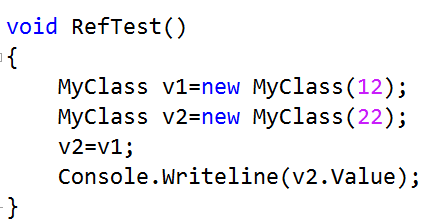 void RefTest()
{
MyClass v1=new MyClass(12);
MyClass v2=new MyClass(22);
v2=v1;
Console.Writeline(v2.Value);
}